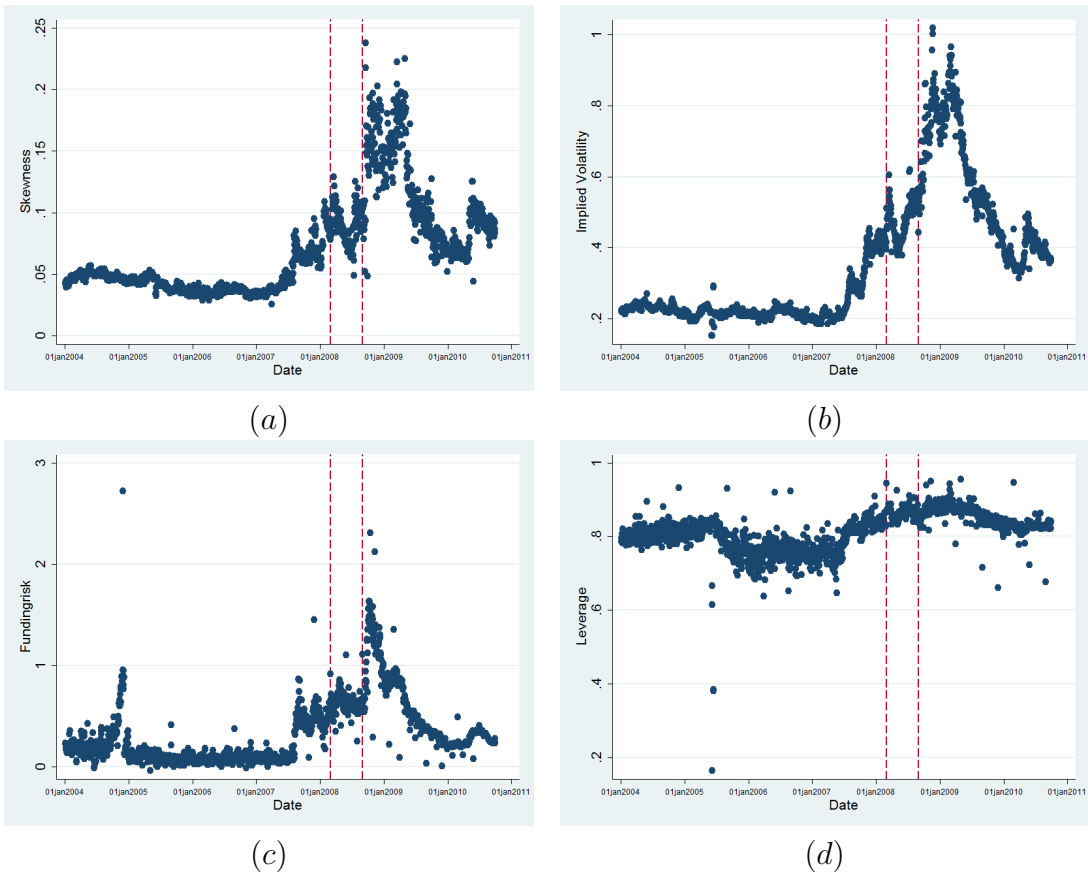 Skewness
.25
.2
.15
.1
.05
0
01jan2004 01jan2005 01jan2006 01jan2007 01jan2008 01jan2009 01jan2010 01jan2011
Date
(a)
Implied Volatility
1
.8
.6
.4
.2
01jan2004 01jan2005 01jan2006 01jan2007 01jan2008 01jan2009 01jan2010 01jan2011
Date
(b)
Fundingrisk
3
2
1
0
01jan2004 01jan2005 01jan2006 01jan2007 01jan2008 01jan2009 01jan2010 01jan2011
Date
(c)
Leverage
1
.8
.6
.4
.2
01jan2004 01jan2005 01jan2006 01jan2007 01jan2008 01jan2009 01jan2010 01jan2011
Date
(d)